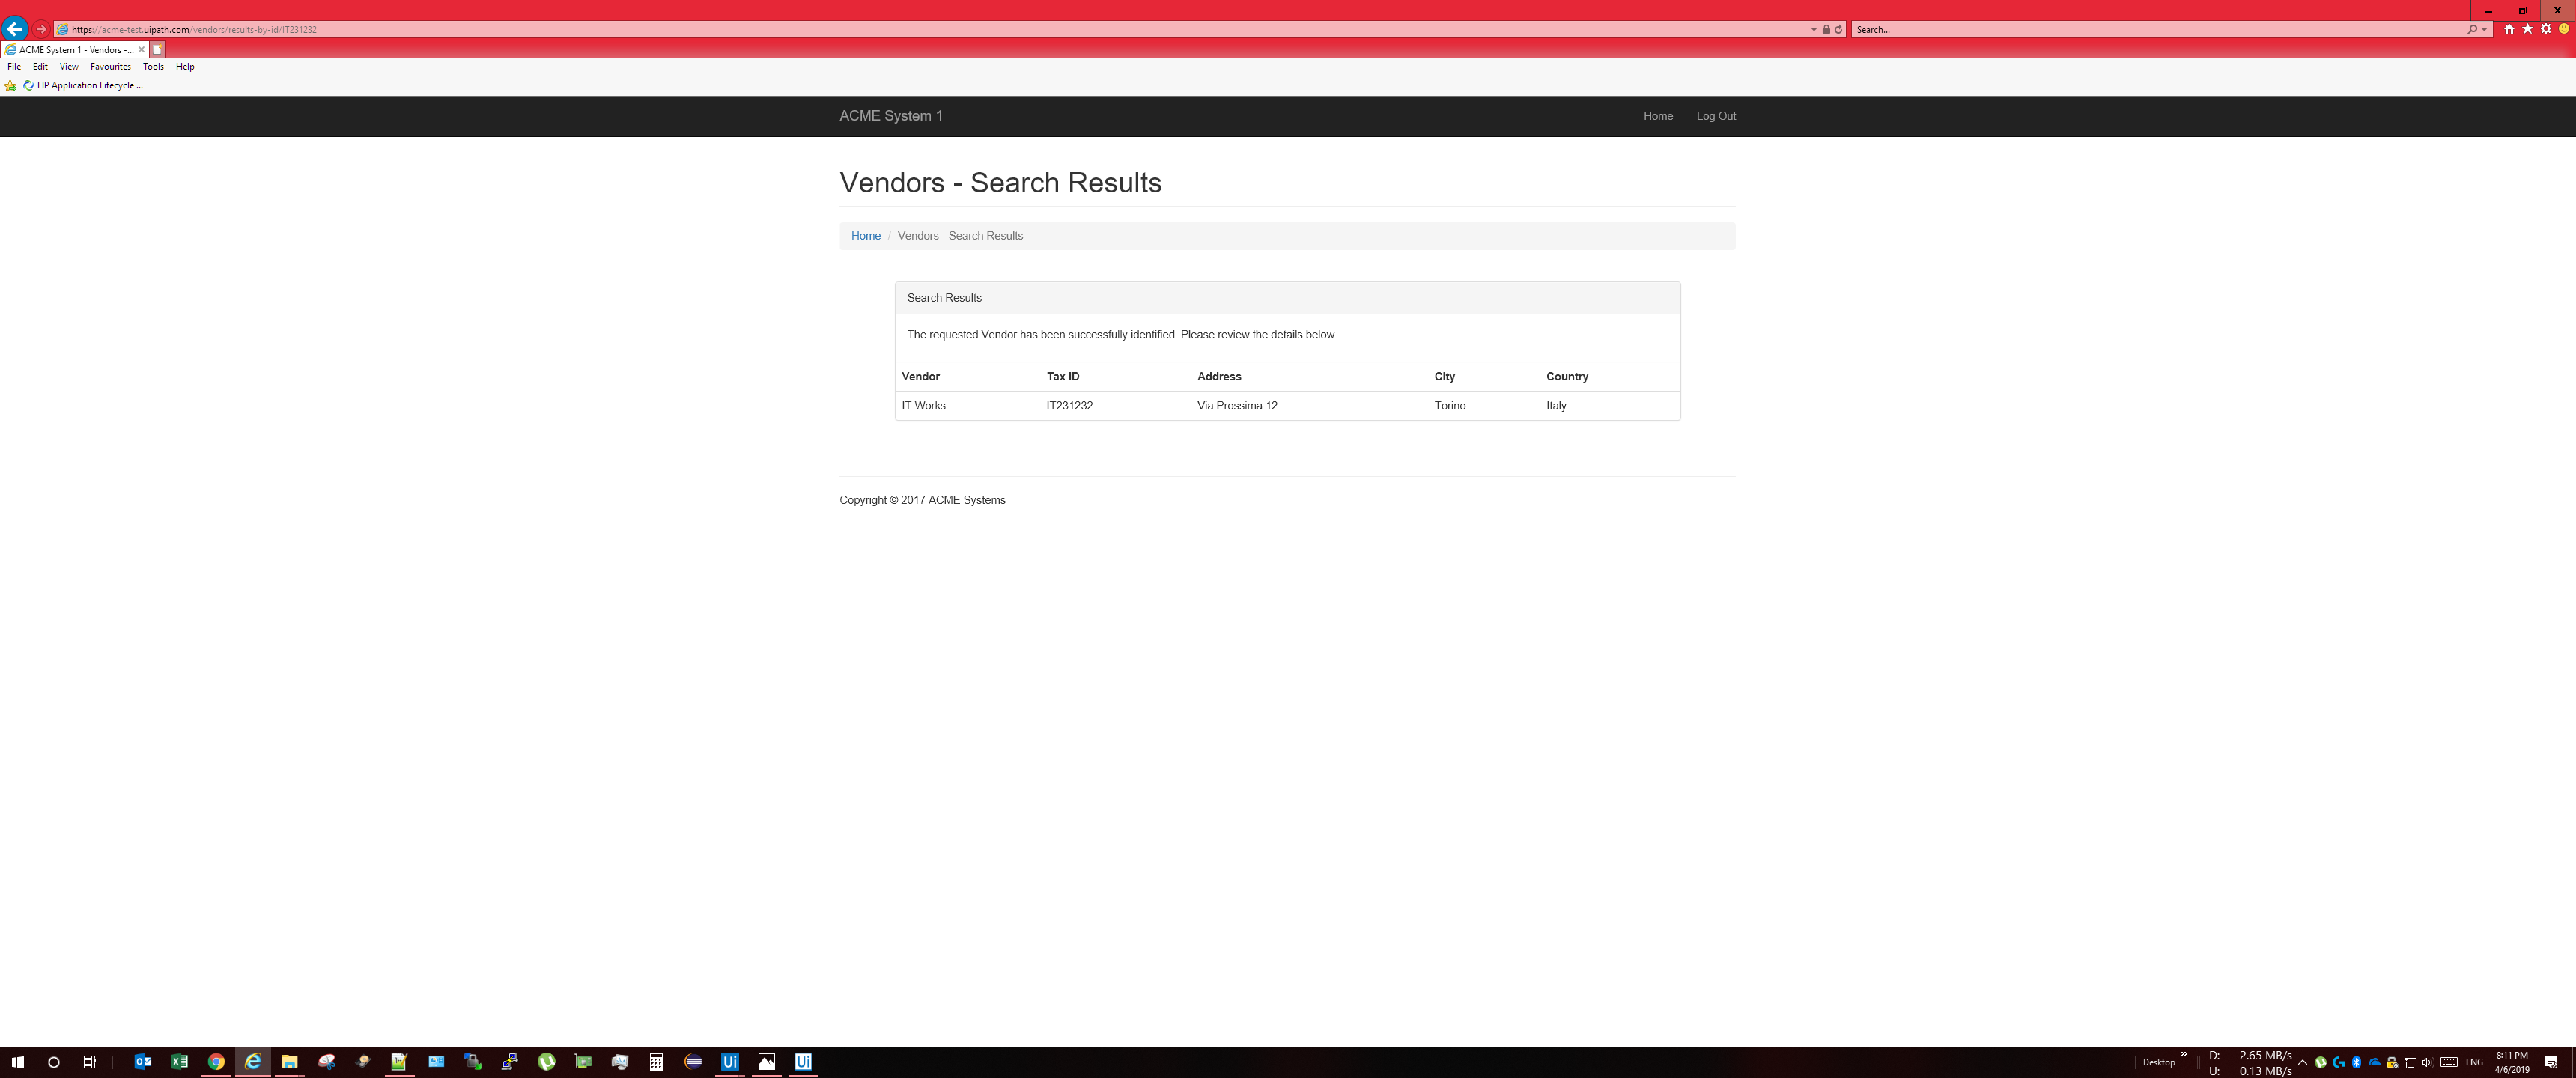 https://acme-test.uipath.com/vendors/results-by-id/IT231232
Search...
ACME System 1 - Vendors -...
File Edit View Favourites Tools Help
HP Application Lifecycle ...
ACME System 1 Home Log Out
Vendors - Search Results
Home / Vendors - Search Results
Search Results
The requested Vendor has been successfully identified. Please review the details below.
Vendor Tax ID Address City Country
IT Works IT231232 Via Prossima 12 Torino Italy
Copyright © 2017 ACME Systems
Ui Ui
Desktop »
D: 2.65 MB/s
U: 0.13 MB/s
ENG
8:11 PM
4/6/2019